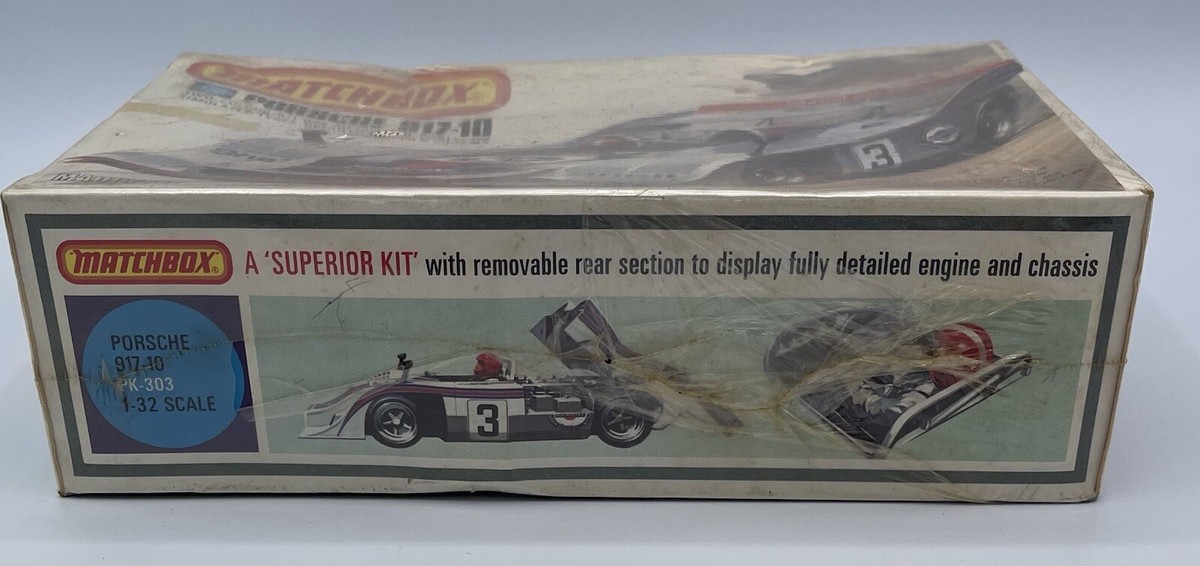 MATCHBOX
PORSCHE 917-10
3
MATCHBOX®
A 'SUPERIOR KIT' with removable rear section to display fully detailed engine and chassis
PORSCHE
917-10
PK-303
1-32 SCALE
3